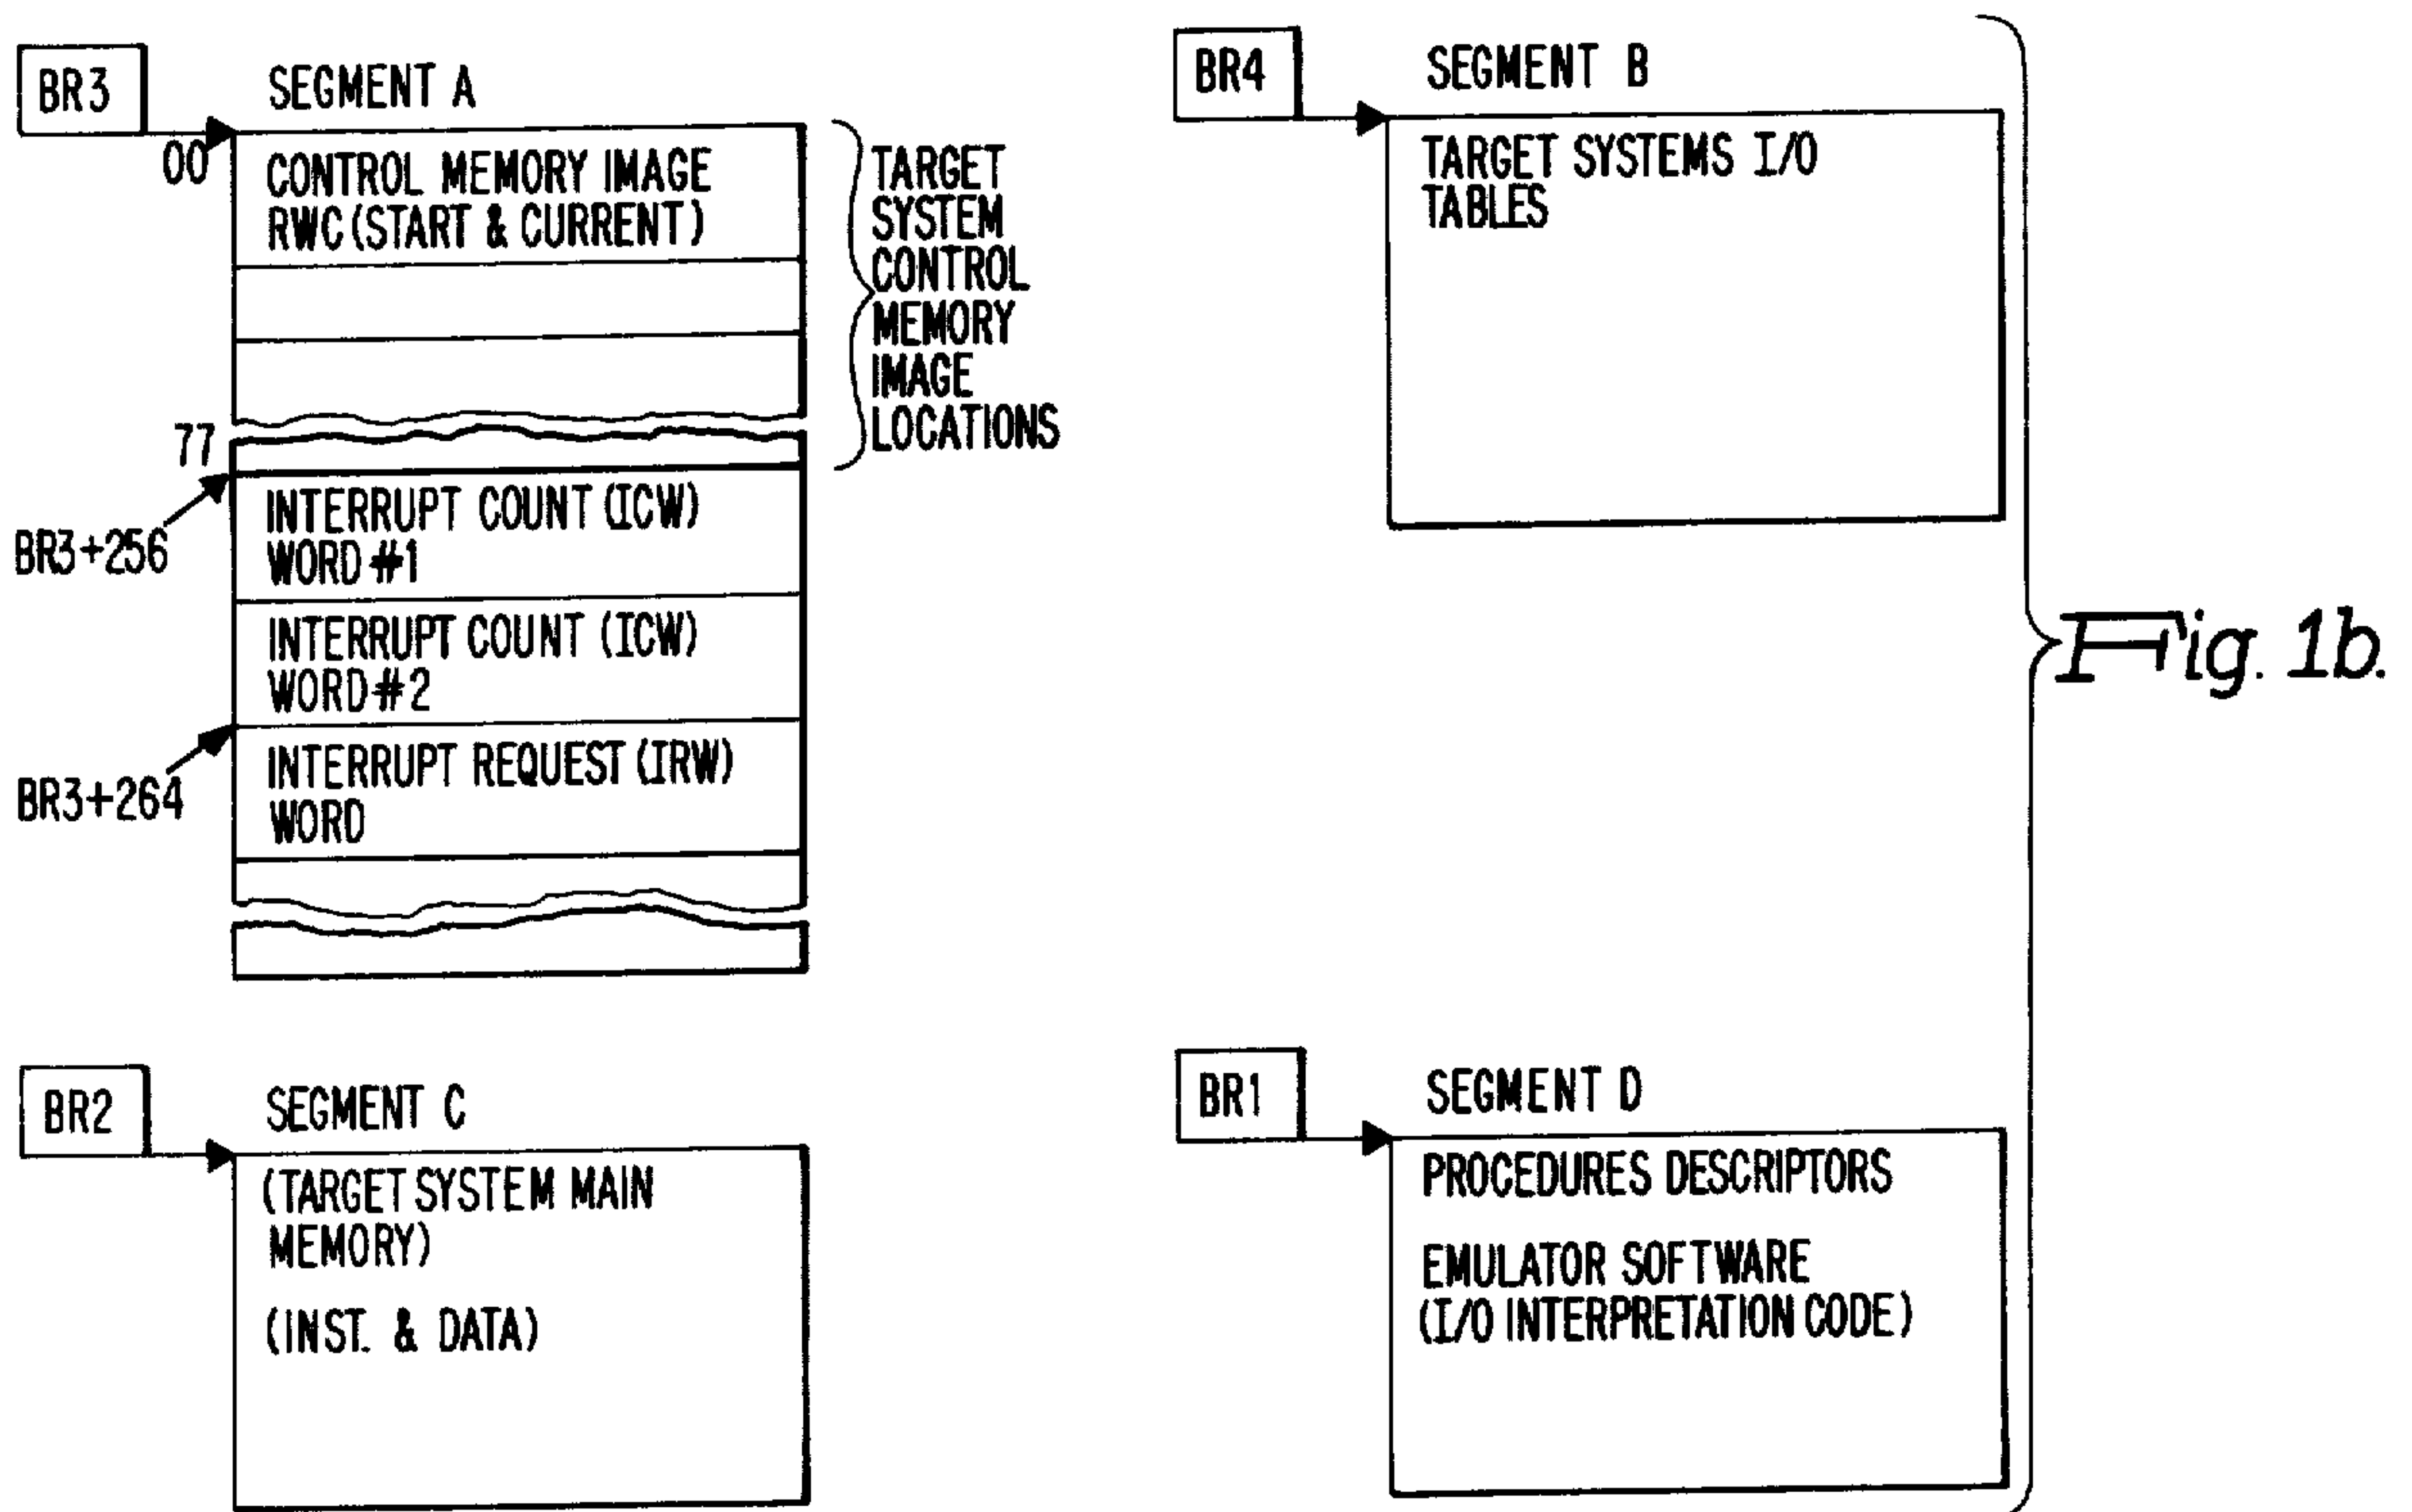 BR3
SEGMENT A
00
CONTROL MEMORY IMAGE
RWC (START & CURRENT)
TARGET
SYSTEM
CONTROL
MEMORY
IMAGE
LOCATIONS
77
BR3+256
INTERRUPT COUNT (ICW)
WORD #1
INTERRUPT COUNT (ICW)
WORD #2
BR3+264
INTERRUPT REQUEST (IRW)
WORD
BR4
SEGMENT B
TARGET SYSTEMS I/O
TABLES
BR2
SEGMENT C
(TARGET SYSTEM MAIN
MEMORY)
(INST. & DATA)
BR1
SEGMENT D
PROCEDURES DESCRIPTORS
EMULATOR SOFTWARE
(I/O INTERPRETATION CODE)
Fig. 1b.